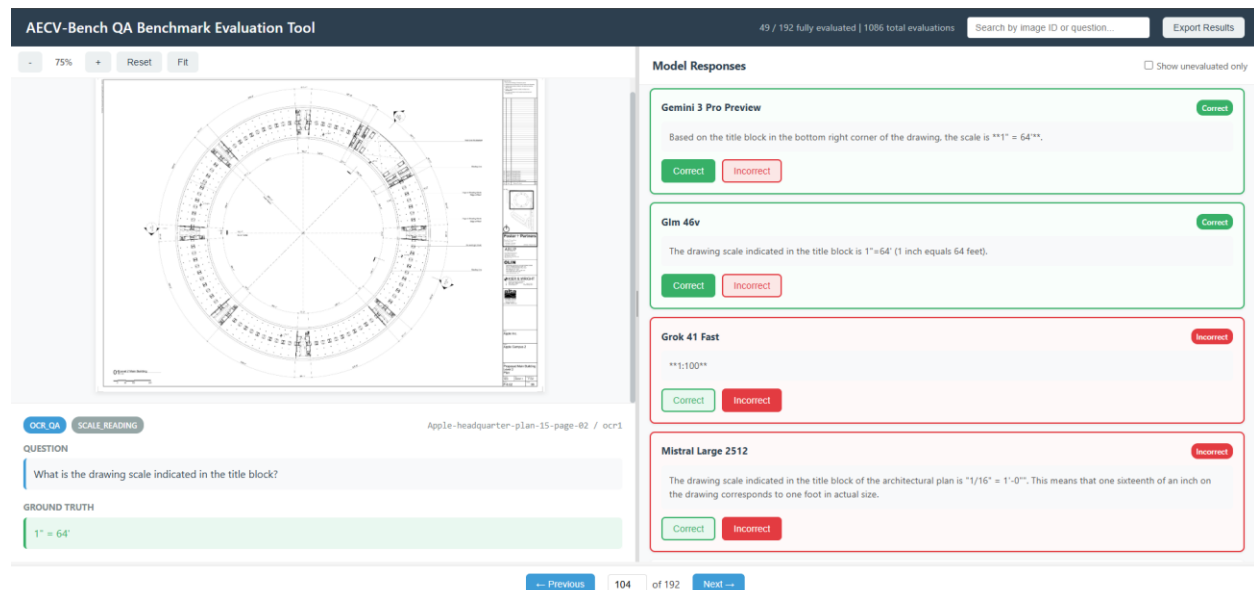 AECV-Bench QA Benchmark Evaluation Tool
49 / 192 fully evaluated | 1086 total evaluations
Search by image ID or question...
Export Results
-
75%
+
Reset
Fit
OCR_QA
SCALE_READING
Apple-headquarter-plan-15-page-02 / ocr1
QUESTION
What is the drawing scale indicated in the title block?
GROUND TRUTH
1" = 64'
Model Responses
Show unevaluated only
Gemini 3 Pro Preview
Correct
Based on the title block in the bottom right corner of the drawing, the scale is **1" = 64'**.
Correct
Incorrect
Glm 46v
Correct
The drawing scale indicated in the title block is 1"=64' (1 inch equals 64 feet).
Correct
Incorrect
Grok 41 Fast
Incorrect
**1:100**
Correct
Incorrect
Mistral Large 2512
Incorrect
The drawing scale indicated in the title block of the architectural plan is "1/16" = 1'-0"". This means that one sixteenth of an inch on
the drawing corresponds to one foot in actual size.
Correct
Incorrect
← Previous
104
of 192
Next →